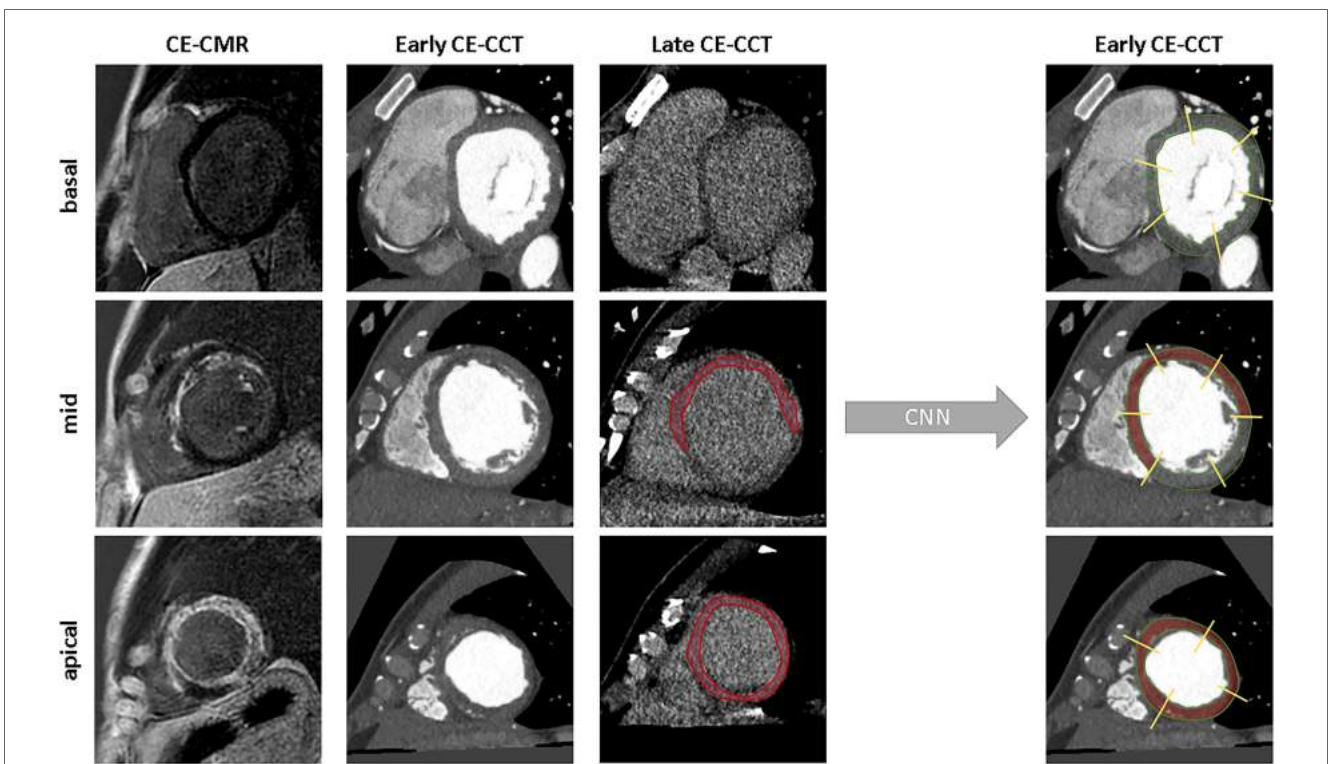 CE-CMR
Early CE-CCT
Late CE-CCT
Early CE-CCT
basal
mid
CNN
apical